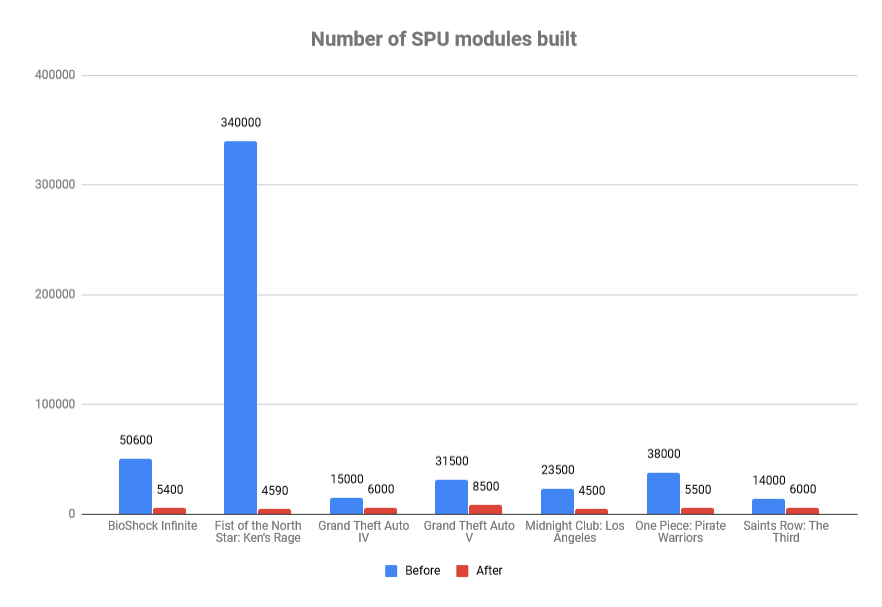 Number of SPU modules built
400000
300000
200000
100000
0
50600
5400
340000
4590
15000
6000
31500
8500
23500
4500
38000
5500
14000
6000
BioShock Infinite
Fist of the North
Star: Ken's Rage
Grand Theft Auto
IV
Grand Theft Auto
V
Midnight Club: Los
Angeles
One Piece: Pirate
Warriors
Saints Row: The
Third
Before
After